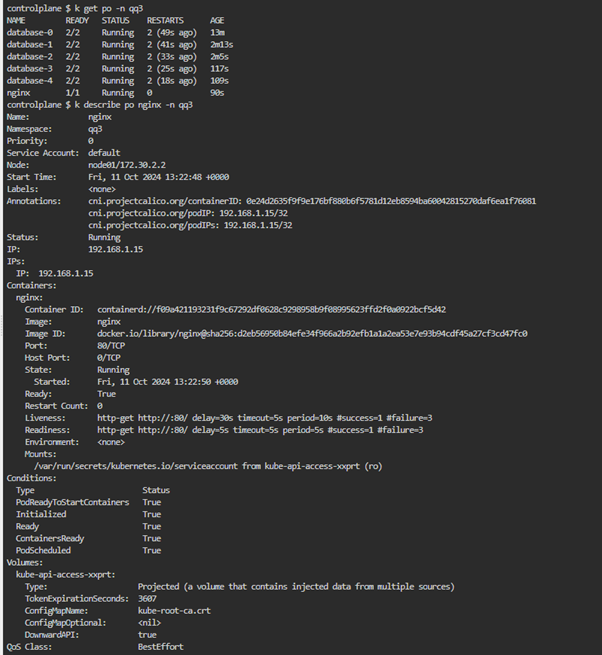 controlplane $ k get po -n qq3
NAME READY STATUS RESTARTS AGE
database-0 2/2 Running 2 (49s ago) 13m
database-1 2/2 Running 2 (41s ago) 2m13s
database-2 2/2 Running 2 (33s ago) 2m5s
database-3 2/2 Running 2 (25s ago) 117s
database-4 2/2 Running 2 (18s ago) 109s
nginx 1/1 Running 0 90s
controlplane $ k describe po nginx -n qq3
Name: nginx
Namespace: qq3
Priority: 0
Service Account: default
Node: node01/172.30.2.2
Start Time: Fri, 11 Oct 2024 13:22:48 +0000
Labels: <none>
Annotations: cni.projectcalico.org/containerID: 0e24d2635f9f9e176bf880b6f5781d12eb8594ba60042815270daf6ea1f76081
cni.projectcalico.org/podIP: 192.168.1.15/32
cni.projectcalico.org/podIPs: 192.168.1.15/32
Status: Running
IP: 192.168.1.15
IPs:
IP: 192.168.1.15
Containers:
nginx:
Container ID: containerd://f09a421193231f9c67292df0628c9298958b9f08995623ffd2f0a0922bcf5d42
Image: nginx
Image ID: docker.io/library/nginx@sha256:d2eb56950b84efe34f966a2b92efb1a1a2ea53e7e93b94cdf45a27cf3cd47fc0
Port: 80/TCP
Host Port: 0/TCP
State: Running
Started: Fri, 11 Oct 2024 13:22:50 +0000
Ready: True
Restart Count: 0
Liveness: http-get http://:80/ delay=30s timeout=5s period=10s #success=1 #failure=3
Readiness: http-get http://:80/ delay=5s timeout=5s period=5s #success=1 #failure=3
Environment: <none>
Mounts:
/var/run/secrets/kubernetes.io/serviceaccount from kube-api-access-xxprt (ro)
Conditions:
Type Status
PodReadyToStartContainers True
Initialized True
Ready True
ContainersReady True
PodScheduled True
Volumes:
kube-api-access-xxprt:
Type: Projected (a volume that contains injected data from multiple sources)
TokenExpirationSeconds: 3607
ConfigMapName: kube-root-ca.crt
ConfigMapOptional: <nil>
DownwardAPI: true
QoS Class: BestEffort